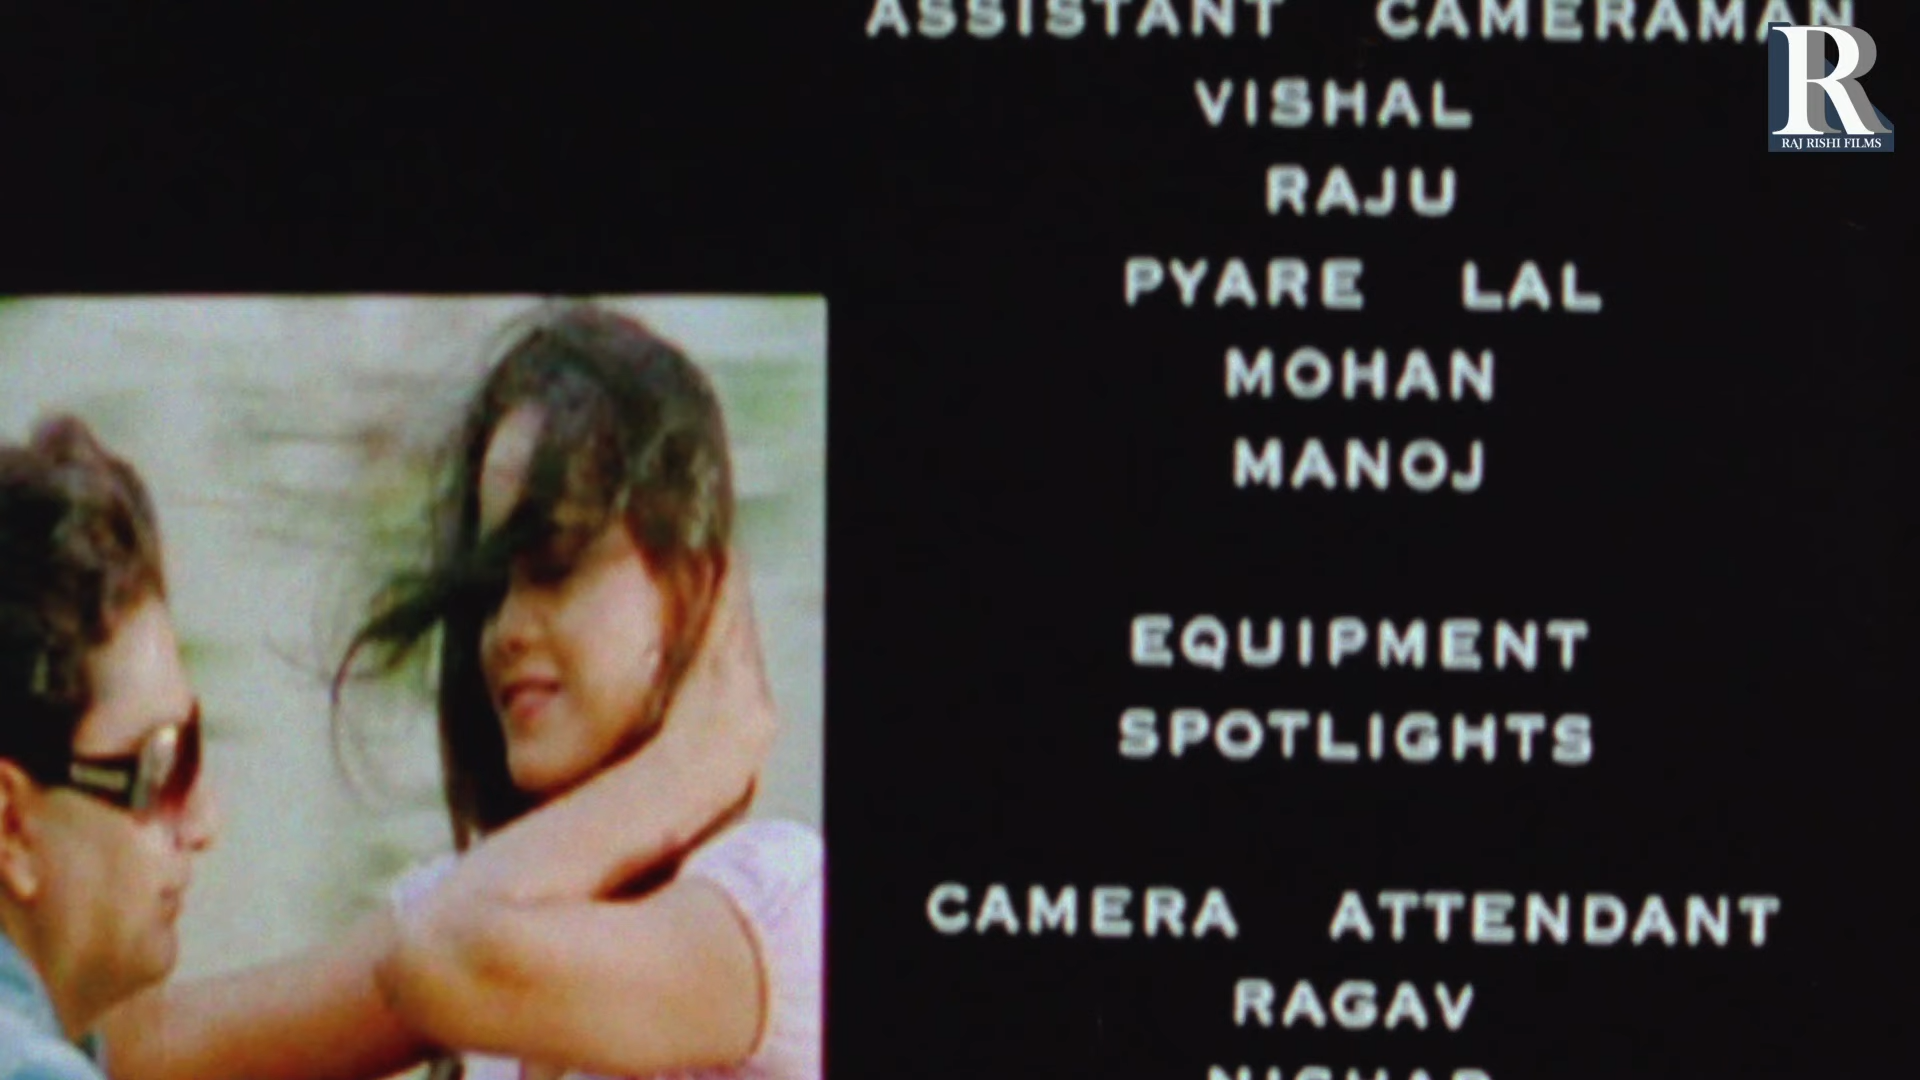 ASSISTANT CAMERAMAN
VISHAL
RAJU
PYARE LAL
MOHAN
MANOJ
EQUIPMENT
SPOTLIGHTS
CAMERA ATTENDANT
RAGAV
R
RAJ RISHI FILMS